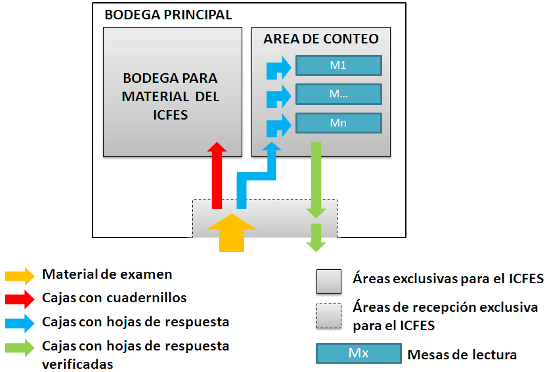 BODEGA PRINCIPAL
AREA DE CONTEO
M1
M...
Mn
BODEGA PARA
MATERIAL DEL
ICFES
Material de examen
Cajas con cuadernillos
Cajas con hojas de respuesta
Cajas con hojas de respuesta
verificadas
Áreas exclusivas para el ICFES
Áreas de recepción exclusiva
para el ICFES
Mx
Mesas de lectura